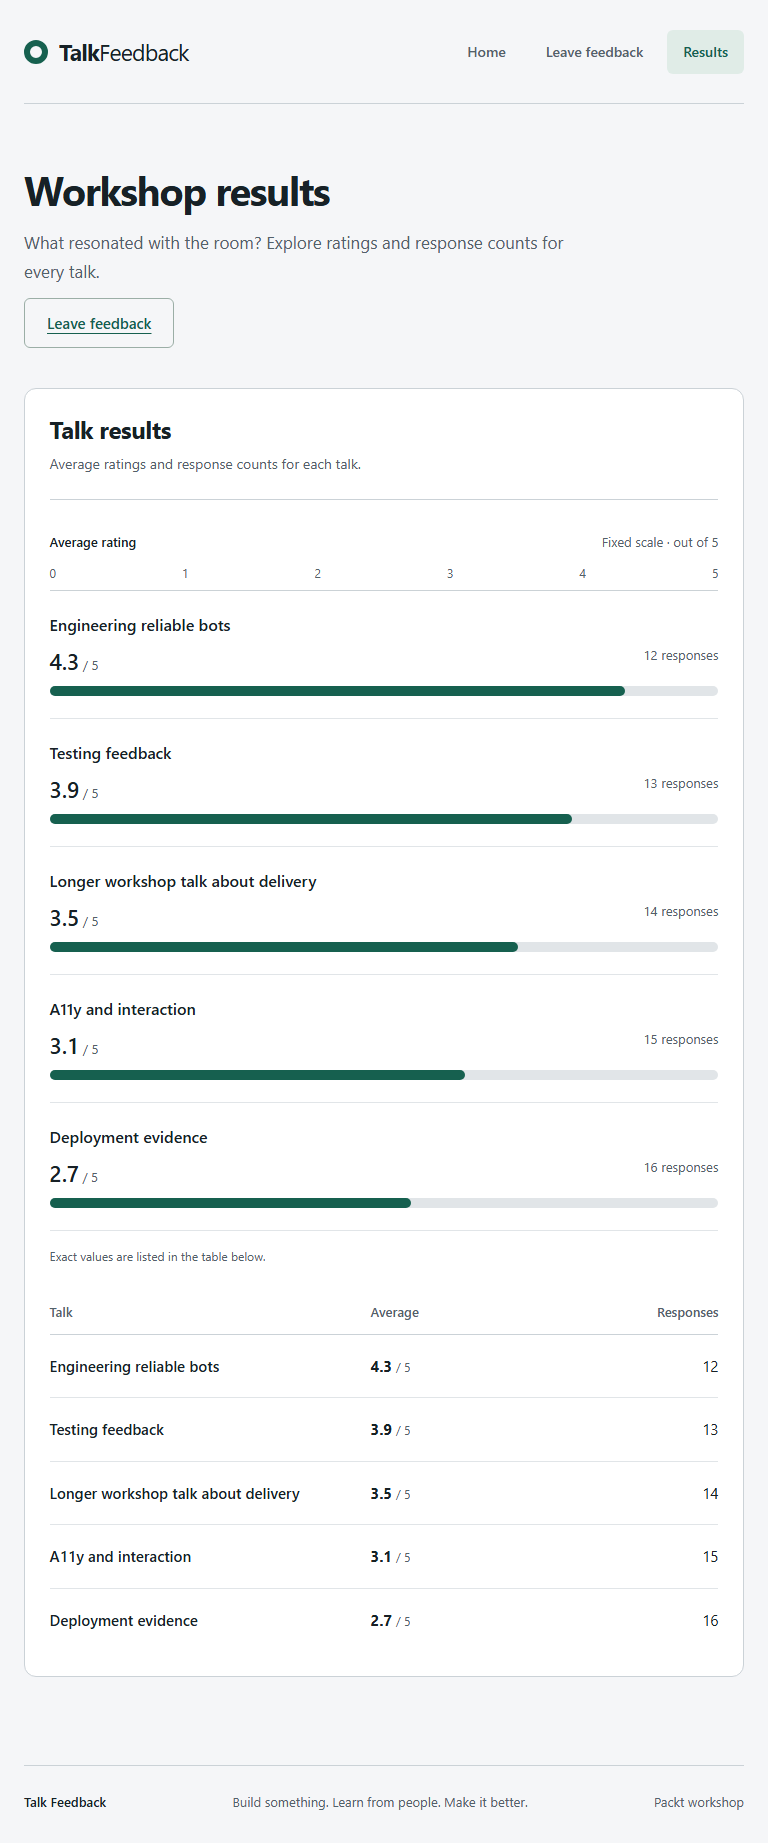 TalkFeedback
Home
Leave feedback
Results
Workshop results
What resonated with the room? Explore ratings and response counts for
every talk.
Leave feedback
Talk results
Average ratings and response counts for each talk.
Average rating
Fixed scale · out of 5
0 1 2 3 4 5
Engineering reliable bots
4.3 / 5
12 responses
Testing feedback
3.9 / 5
13 responses
Longer workshop talk about delivery
3.5 / 5
14 responses
A11y and interaction
3.1 / 5
15 responses
Deployment evidence
2.7 / 5
16 responses
Exact values are listed in the table below.
Talk Average Responses
Engineering reliable bots 4.3 / 5 12
Testing feedback 3.9 / 5 13
Longer workshop talk about delivery 3.5 / 5 14
A11y and interaction 3.1 / 5 15
Deployment evidence 2.7 / 5 16
Talk Feedback
Build something. Learn from people. Make it better.
Packt workshop